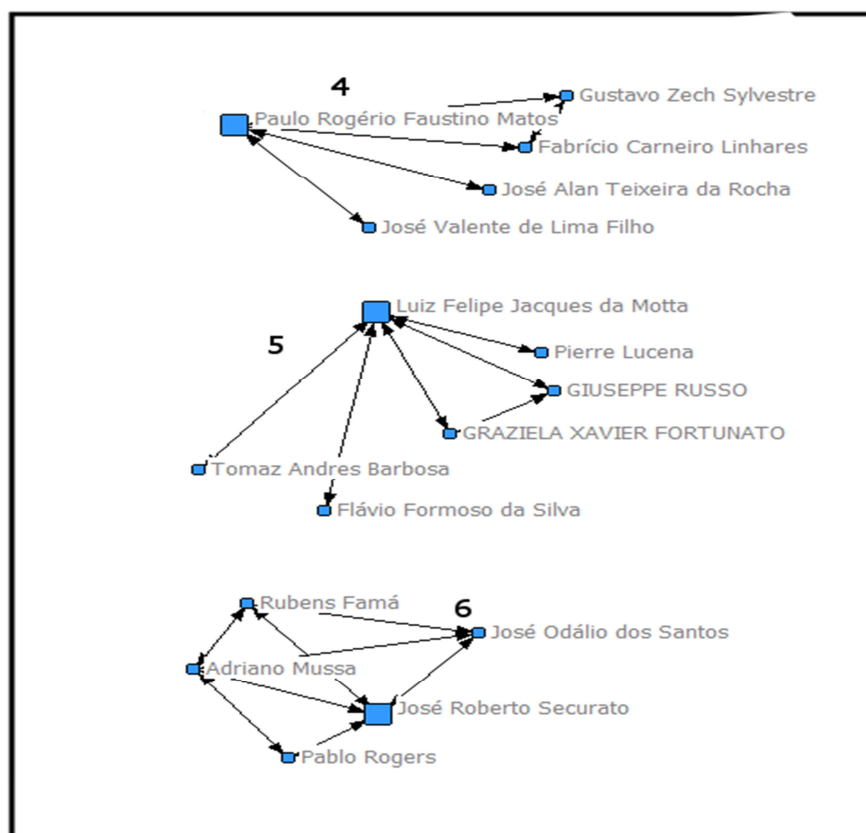 4
Gustavo Zech Sylvestre
Paulo Rogério Faustino Matos
Fabrício Carneiro Linhares
José Alan Teixeira da Rocha
José Valente de Lima Filho
Luiz Felipe Jacques da Motta
5
Pierre Lucena
GIUSEPPE RUSSO
GRAZIELA XAVIER FORTUNATO
Tomaz Andres Barbosa
Flávio Formoso da Silva
Rubens Famá
6
José Odálio dos Santos
Adriano Mussa
José Roberto Securato
Pablo Rogers